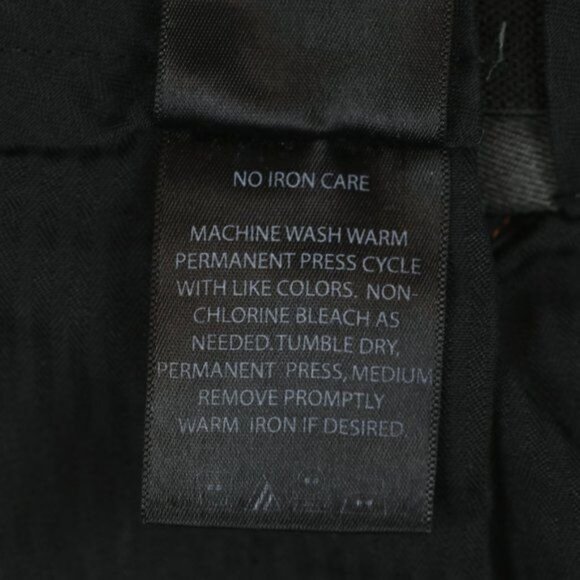 NO IRON CARE
MACHINE WASH WARM
PERMANENT PRESS CYCLE
WITH LIKE COLORS. NON-
CHLORINE BLEACH AS
NEEDED.TUMBLE DRY,
PERMANENT PRESS, MEDIUM
REMOVE PROMPTLY
WARM IRON IF DESIRED.